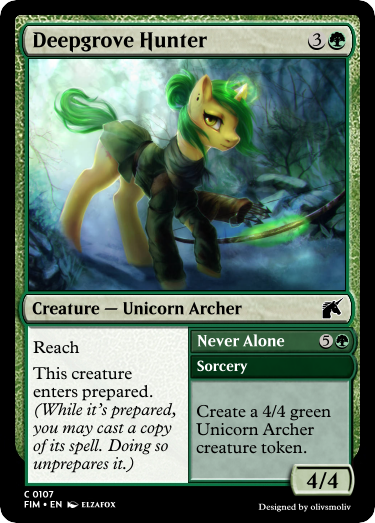 Deepgrove Hunter 3
Creature — Unicorn Archer
Reach
This creature
enters prepared.
(While it's prepared,
you may cast a copy
of its spell. Doing so
unprepares it.)
Never Alone 5
Sorcery
Create a 4/4 green
Unicorn Archer
creature token.
4/4
C 0107
FIM • EN ELZAFOX
Designed by olivsmoliv